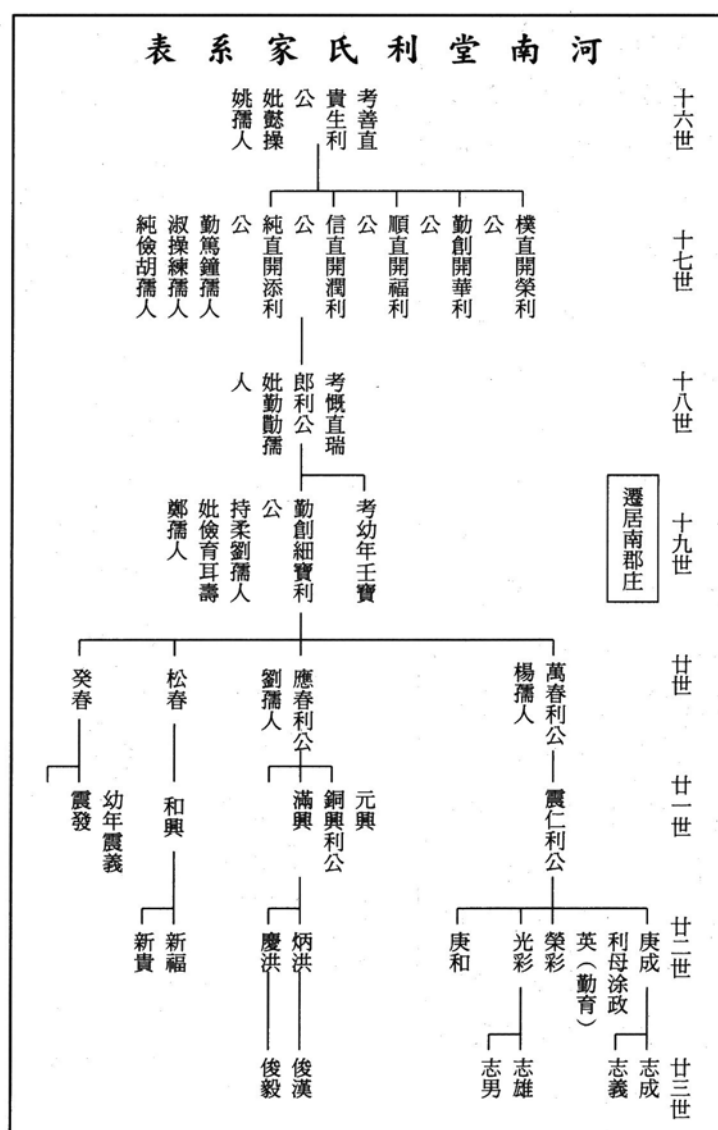 河南堂利氏家系表
十六世
考善直
貴生利
公
妣懿操
姚孺人
十七世
樸直開榮利
公
勤創開華利
公
順直開福利
公
信直開潤利
公
純直開添利
公
勤篤鐘孺人
淑操練孺人
純儉胡孺人
十八世
考慨直瑞
郎利公
妣勤孺
人
十九世
遷居南郡庄
考幼年壬寶
勤創細寶利
公
持柔劉孺人
妣儉育耳壽
鄭孺人
廿世
萬春利公
楊孺人
應春利公
劉孺人
松春
癸春
廿一世
震仁利公
元興
銅興利公
滿興
和興
幼年震義
震發
廿二世
庚成
利母涂政
英（勤育）
榮彩
光彩
庚和
炳洪
慶洪
新福
新貴
廿三世
志成
志義
志雄
志男
俊漢
俊毅